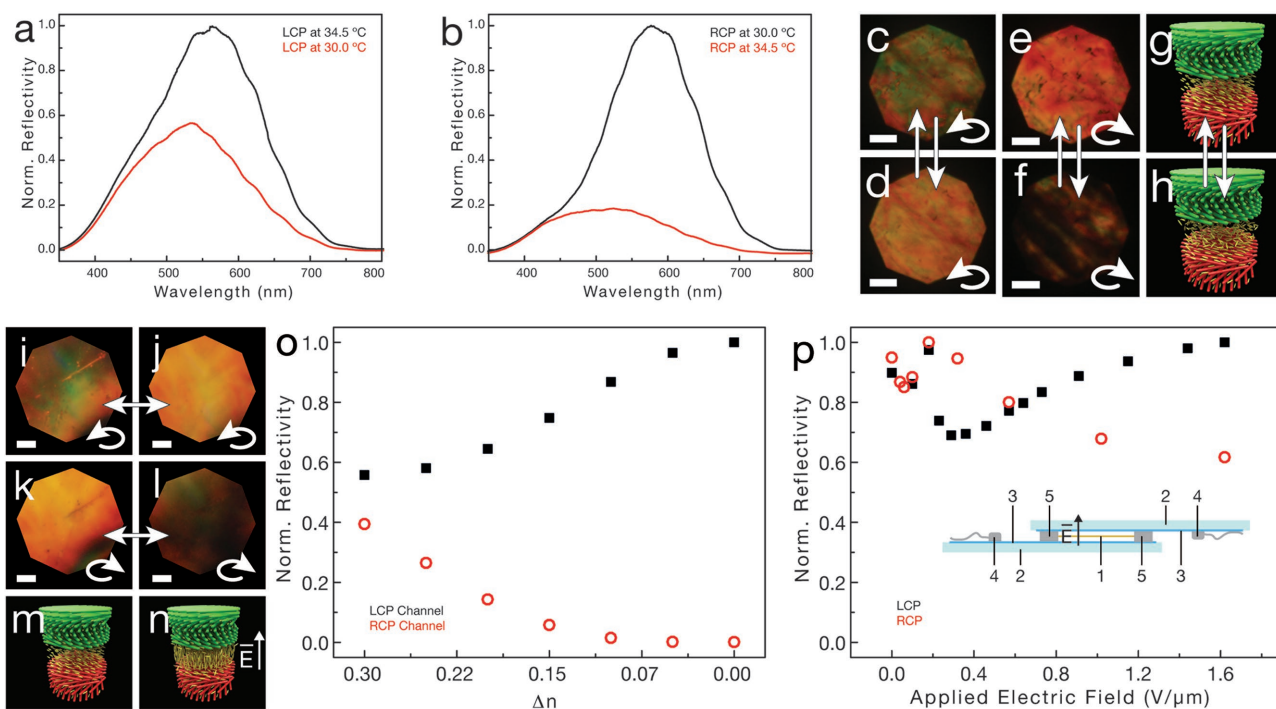 a
LCP at 34.5 ºC
LCP at 30.0 ºC
Norm. Reflectivity
1.0
0.8
0.6
0.4
0.2
0.0
400 500 600 700 800
Wavelength (nm)
b
RCP at 30.0 ºC
RCP at 34.5 ºC
Norm. Reflectivity
1.0
0.8
0.6
0.4
0.2
0.0
400 500 600 700 800
Wavelength (nm)
c
e
g
d
f
h
i
j
k
l
m
n
E
o
Norm. Reflectivity
1.0
0.8
0.6
0.4
0.2
0.0
LCP Channel
RCP Channel
0.30 0.22 0.15 0.07 0.00
Δn
p
Norm. Reflectivity
1.0
0.8
0.6
0.4
0.2
0.0
3 5 2 4
E
4 2 1 5 3
LCP
RCP
0.0 0.4 0.8 1.2 1.6
Applied Electric Field (V/μm)